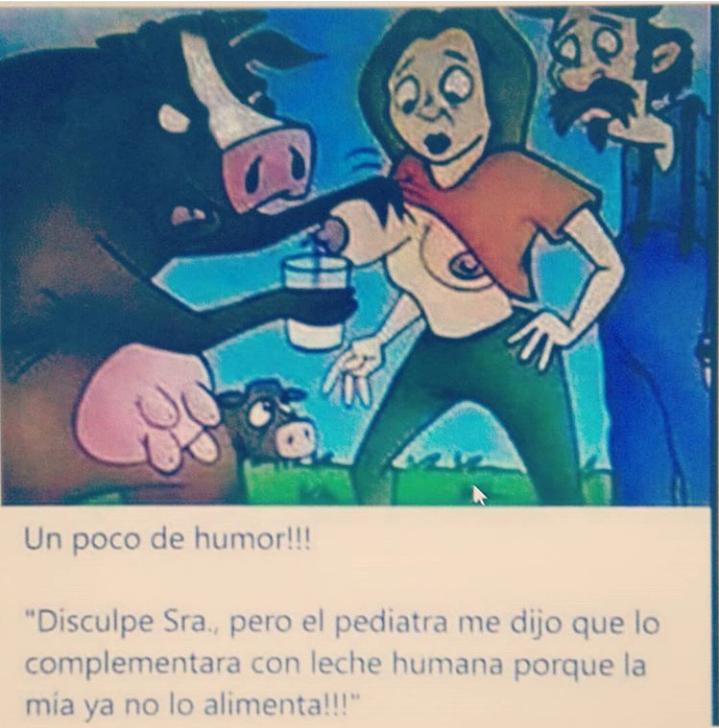 Un poco de humor!!!
"Disculpe Sra., pero el pediatra me dijo que lo
complementara con leche humana porque la
mía ya no lo alimenta!!!"